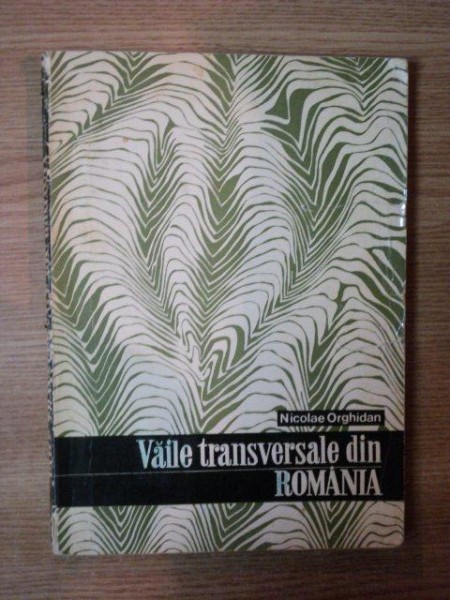 Nicolae Orghidan
Văile transversale din
ROMÂNIA